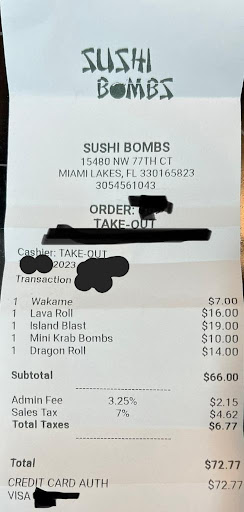 SUSHI
BOMBS
SUSHI BOMBS
15480 NW 77TH CT
MIAMI LAKES, FL 330165823
3054561043
ORDER:
TAKE-OUT
Cashier: TAKE-OUT
2023
Transaction
1 Wakame $7.00
1 Lava Roll $16.00
1 Island Blast $19.00
1 Mini Krab Bombs $10.00
1 Dragon Roll $14.00
Subtotal $66.00
Admin Fee 3.25% $2.15
Sales Tax 7% $4.62
Total Taxes $6.77
Total $72.77
CREDIT CARD AUTH $72.77
VISA